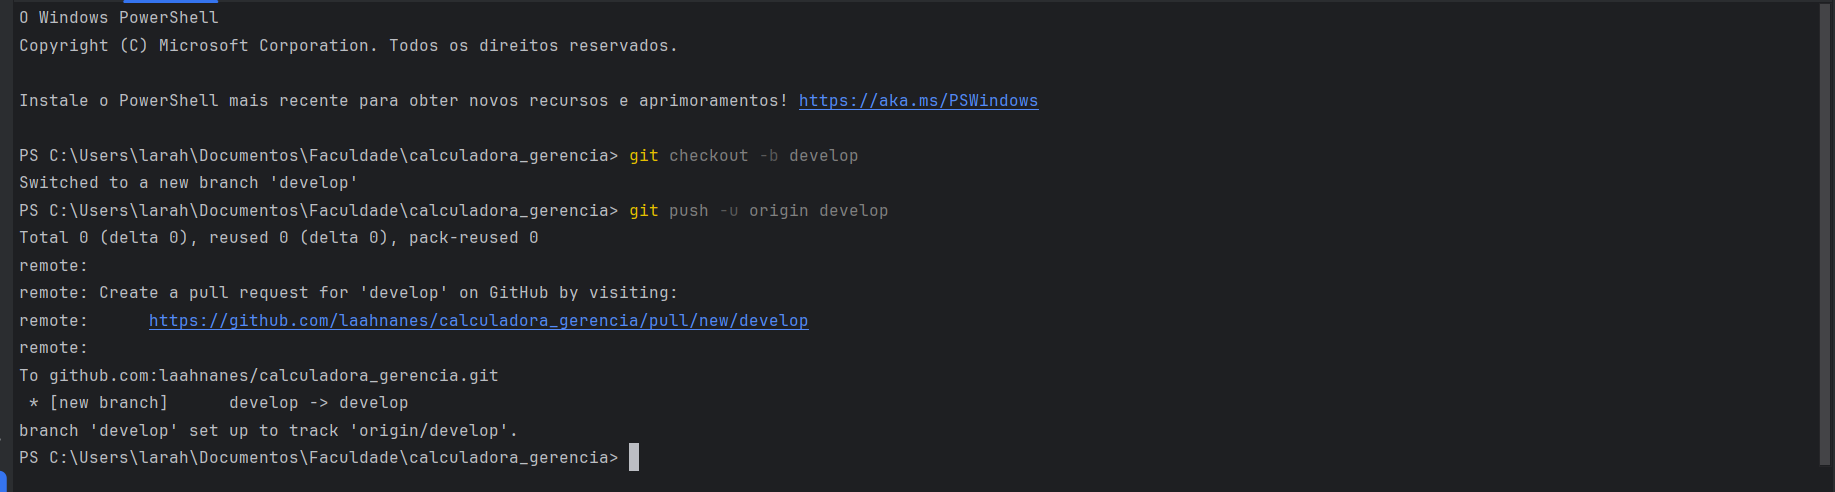 O Windows PowerShell
Copyright (C) Microsoft Corporation. Todos os direitos reservados.
Instale o PowerShell mais recente para obter novos recursos e aprimoramentos! https://aka.ms/PSWindows
PS C:\Users\larah\Documentos\Faculdade\calculadora_gerencia> git checkout -b develop
Switched to a new branch 'develop'
PS C:\Users\larah\Documentos\Faculdade\calculadora_gerencia> git push -u origin develop
Total 0 (delta 0), reused 0 (delta 0), pack-reused 0
remote:
remote: Create a pull request for 'develop' on GitHub by visiting:
remote:      https://github.com/laahnanes/calculadora_gerencia/pull/new/develop
remote:
To github.com:laahnanes/calculadora_gerencia.git
 * [new branch]      develop -> develop
branch 'develop' set up to track 'origin/develop'.
PS C:\Users\larah\Documentos\Faculdade\calculadora_gerencia>